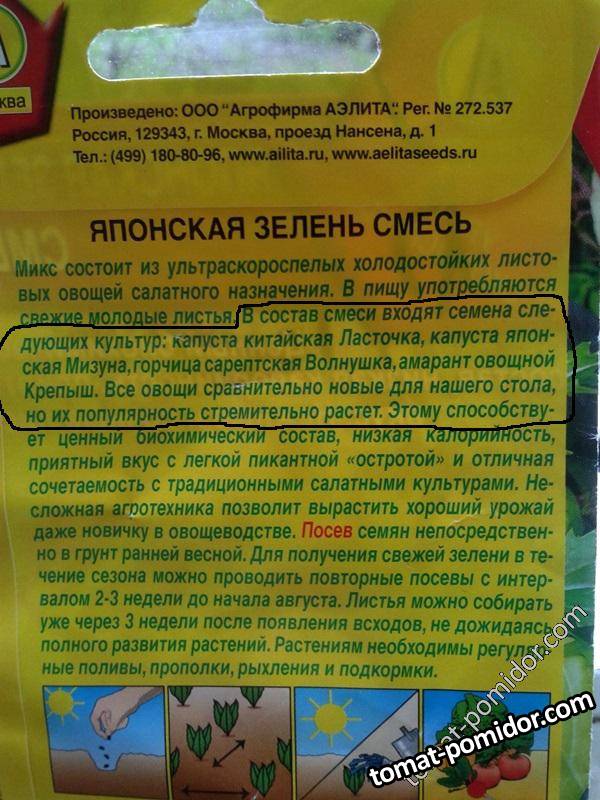 А
сква
Произведено: ООО "Агрофирма АЭЛИТА". Рег. № 272.537
Россия, 129343, г. Москва, проезд Нансена, д. 1
Тел.: (499) 180-80-96, www.ailita.ru, www.aelitaseeds.ru
ЯПОНСКАЯ ЗЕЛЕНЬ СМЕСЬ
Микс состоит из ультраскороспелых холодостойких листо-
вых овощей салатного назначения. В пищу употребляются
свежие молодые листья. В состав смеси входят семена сле-
дующих культур: капуста китайская Ласточка, капуста япон-
ская Мизуна, горчица сарептская Волнушка, амарант овощной
Крепыш. Все овощи сравнительно новые для нашего стола,
но их популярность стремительно растет. Этому способству-
ет ценный биохимический состав, низкая калорийность,
приятный вкус с легкой пикантной «остротой» и отличная
сочетаемость с традиционными салатными культурами. Не-
сложная агротехника позволит вырастить хороший урожай
даже новичку в овощеводстве. Посев семян непосредствен-
но в грунт ранней весной. Для получения свежей зелени в те-
чение сезона можно проводить повторные посевы с интер-
валом 2-3 недели до начала августа. Листья можно собирать
уже через 3 недели после появления всходов, не дожидаясь
полного развития растений. Растениям необходимы регуляр-
ные поливы, прополки, рыхления и подкормки.
tomat-pomidor.com
tomat-pomidor.com